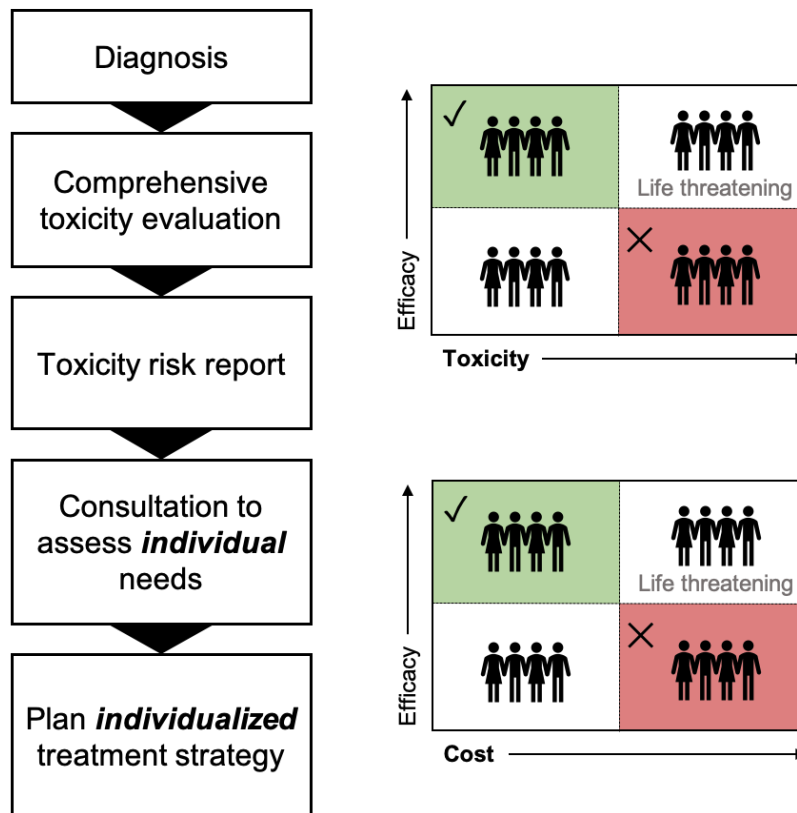 Diagnosis
Comprehensive
toxicity evaluation
Toxicity risk report
Consultation to
assess individual
needs
Plan individualized
treatment strategy
Efficacy
Life threatening
Toxicity
Efficacy
Life threatening
Cost